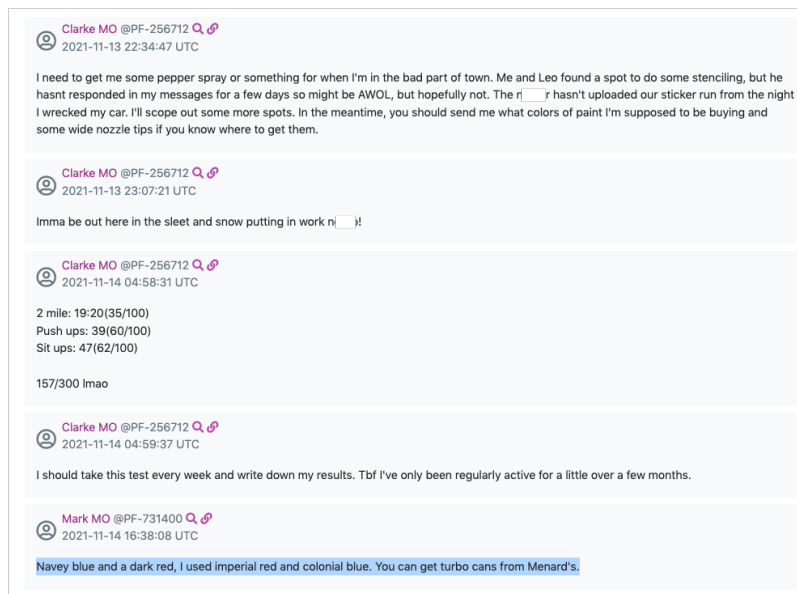 Clarke MO @PF-256712
2021-11-13 22:34:47 UTC
I need to get me some pepper spray or something for when I'm in the bad part of town. Me and Leo found a spot to do some stenciling, but he
hasnt responded in my messages for a few days so might be AWOL, but hopefully not. The hasn't uploaded our sticker run from the night
I wrecked my car. I'll scope out some more spots. In the meantime, you should send me what colors of paint I'm supposed to be buying and
some wide nozzle tips if you know where to get them.
Clarke MO @PF-256712
2021-11-13 23:07:21 UTC
Imma be out here in the sleet and snow putting in work
Clarke MO @PF-256712
2021-11-14 04:58:31 UTC
2 mile: 19:20(35/100)
Push ups: 39(60/100)
Sit ups: 47(62/100)
157/300 lmao
Clarke MO @PF-256712
2021-11-14 04:59:37 UTC
I should take this test every week and write down my results. Tbf I've only been regularly active for a little over a few months.
Mark MO @PF-731400
2021-11-14 16:38:08 UTC
Navey blue and a dark red, I used imperial red and colonial blue. You can get turbo cans from Menard's.